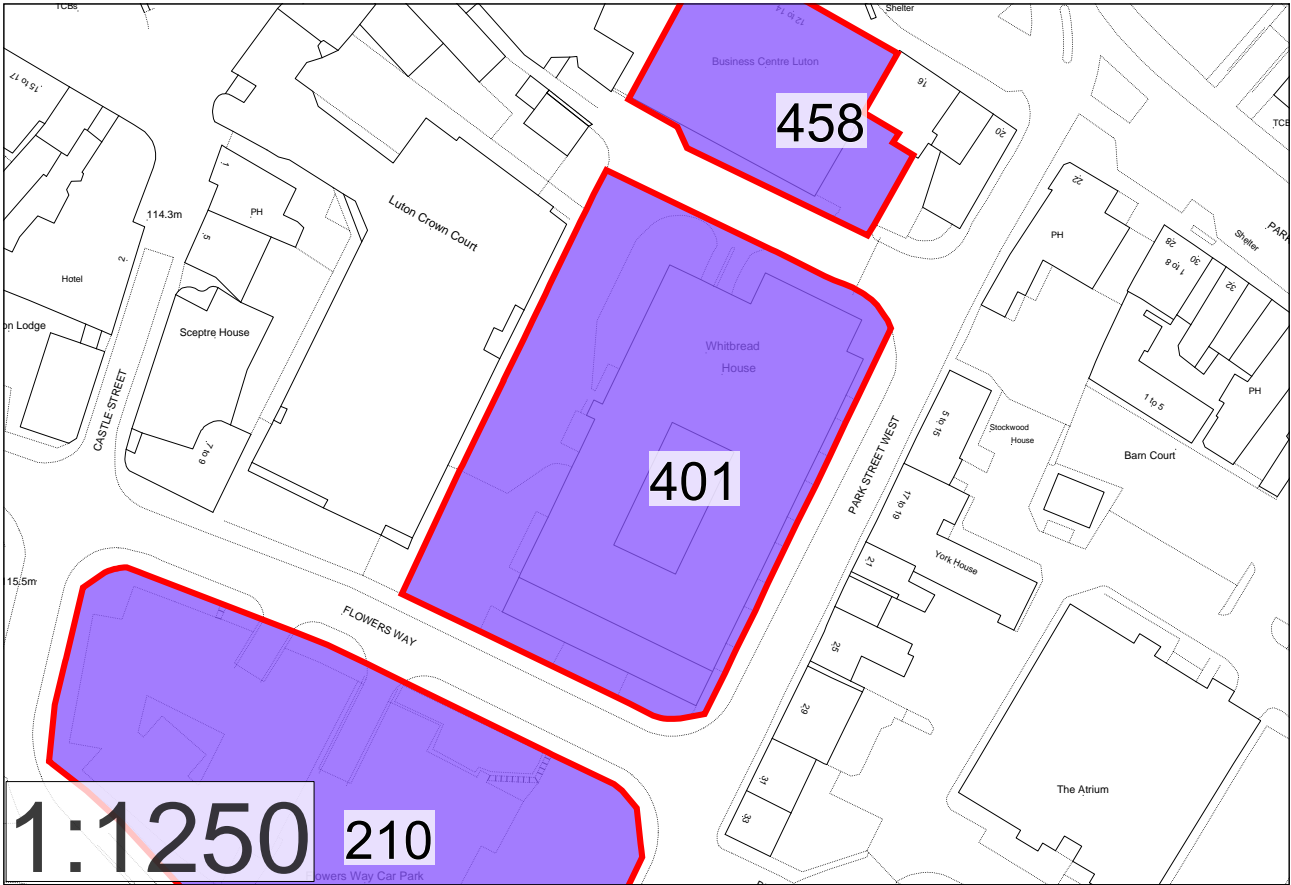 TCBs
12 to 14
Shelter
Business Centre Luton
15 to 17
16
458
20
TCB
1
Luton Crown Court
22
PH
114.3m
5
PH
Shelter
PARK
28
1 to 8
30
32
2
Hotel
on Lodge
Sceptre House
Whitbread
House
CASTLE STREET
PH
1 to 5
5 to 15
Stockwood
House
Barn Court
7 to 9
PARK STREET WEST
401
17 to 19
York House
21
15.5m
FLOWERS WAY
25
29
31
33
The Atrium
1:1250
210
Flowers Way Car Park